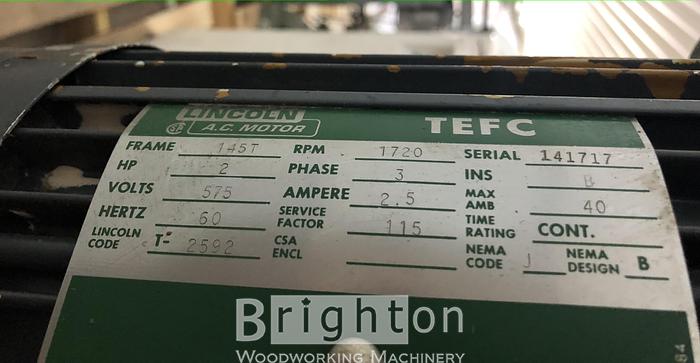 LINCOLN
SA A.C. MOTOR TEFC
FRAME 145T RPM 1720 SERIAL 141717
HP 2 PHASE 3 INS B
VOLTS 575 AMPERE 2.5 MAX AMB 40
HERTZ 60 SERVICE FACTOR 115 TIME RATING CONT.
LINCOLN CODE T- 2592 CSA ENCL NEMA CODE J NEMA DESIGN B
Brighton
WOODWORKING MACHINERY